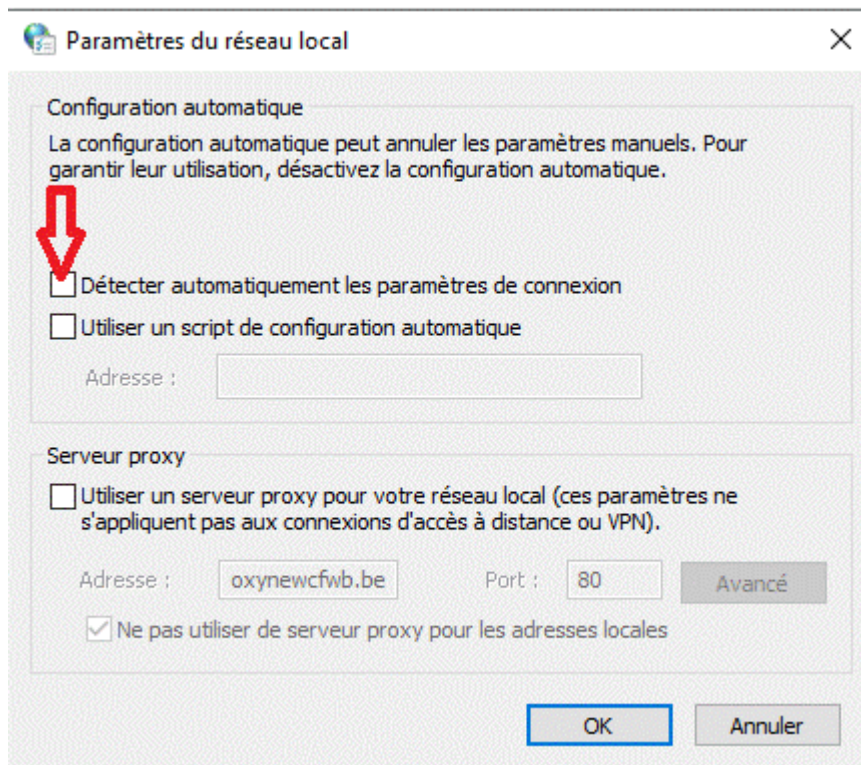 Paramètres du réseau local
Configuration automatique
La configuration automatique peut annuler les paramètres manuels. Pour
garantir leur utilisation, désactivez la configuration automatique.
Détecter automatiquement les paramètres de connexion
Utiliser un script de configuration automatique
Adresse :
Serveur proxy
Utiliser un serveur proxy pour votre réseau local (ces paramètres ne
s'appliquent pas aux connexions d'accès à distance ou VPN).
Adresse : oxynewcfwb.be Port : 80 Avancé
Ne pas utiliser de serveur proxy pour les adresses locales
OK Annuler